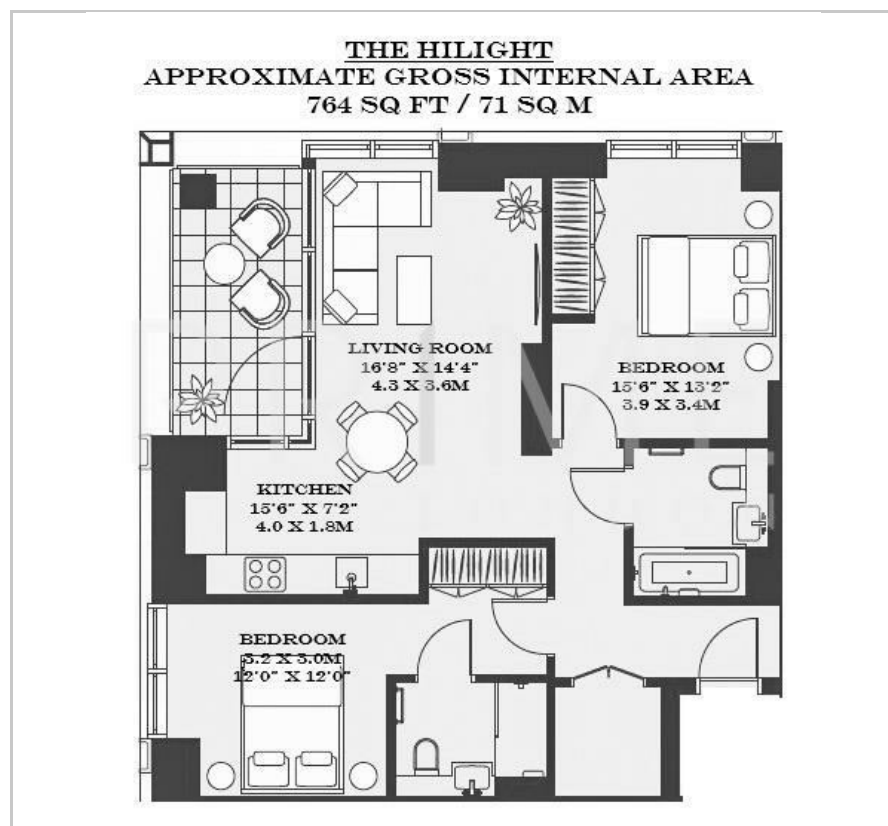 THE HILIGHT
APPROXIMATE GROSS INTERNAL AREA
764 SQ FT / 71 SQ M
LIVING ROOM
16'8" X 14'4"
4.3 X 3.6M
BEDROOM
15'6" X 13'2"
3.9 X 3.4M
KITCHEN
15'6" X 7'2"
4.0 X 1.8M
BEDROOM
3.2 X 3.0M
12'0" X 12'0"